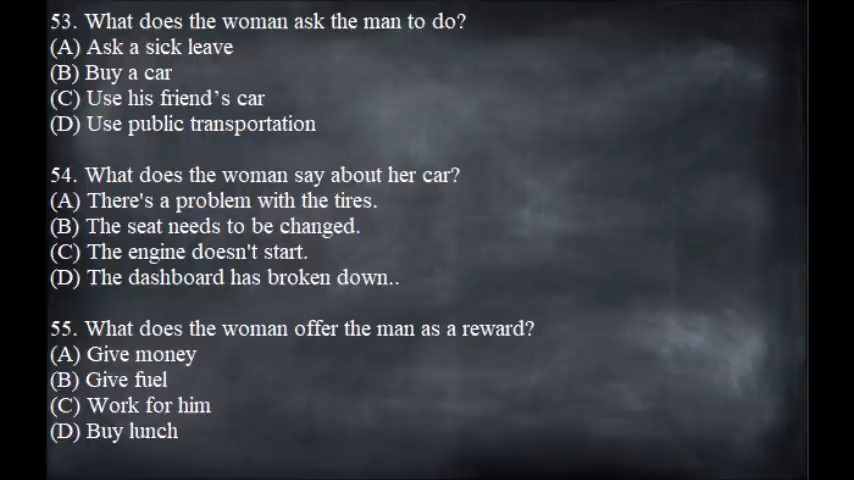 53. What does the woman ask the man to do?
(A) Ask a sick leave
(B) Buy a car
(C) Use his friend’s car
(D) Use public transportation
54. What does the woman say about her car?
(A) There's a problem with the tires.
(B) The seat needs to be changed.
(C) The engine doesn't start.
(D) The dashboard has broken down..
55. What does the woman offer the man as a reward?
(A) Give money
(B) Give fuel
(C) Work for him
(D) Buy lunch